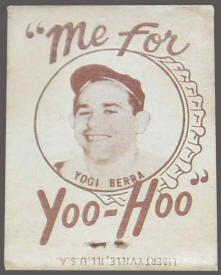 "Me for
YOGI BERRA
Yoo-Hoo"
LIBERTYVILLE, ILL. U.S.A.